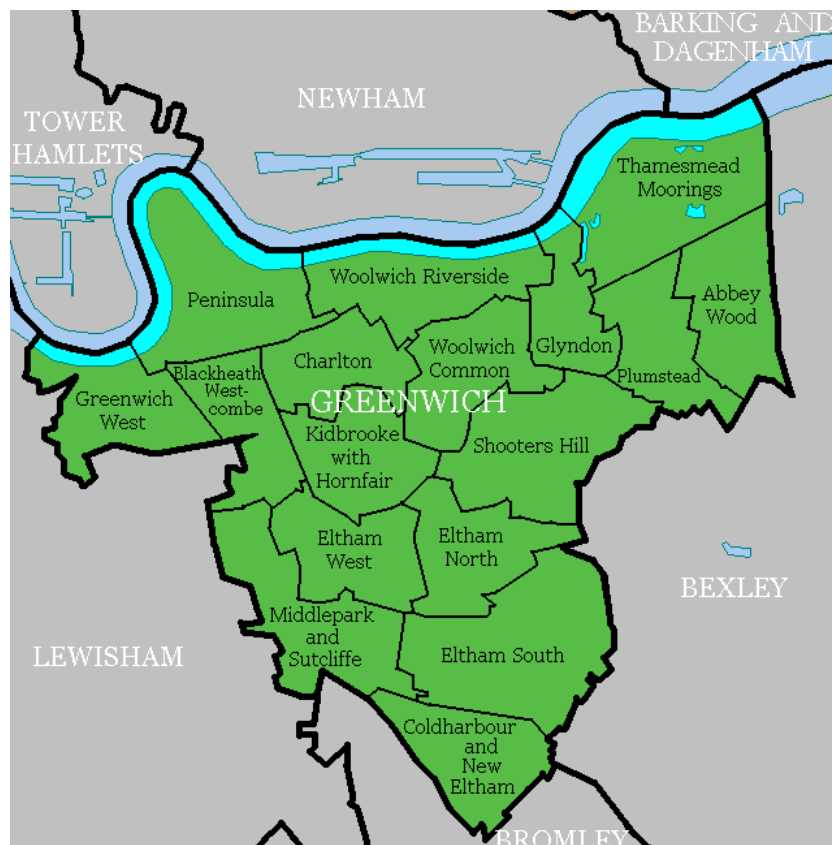 BARKING AND
DAGENHAM
NEWHAM
TOWER
HAMLETS
Thamesmead
Moorings
Woolwich Riverside
Peninsula
Abbey
Wood
Charlton
Woolwich
Common
Glyndon
Blackheath
West-
combe
Plumstead
Greenwich
West
GREENWICH
Kidbrooke
with
Hornfair
Shooters Hill
Eltham
West
Eltham
North
BEXLEY
Middlepark
and
Sutcliffe
LEWISHAM
Eltham South
Coldharbour
and
New
Eltham
BROMLEY